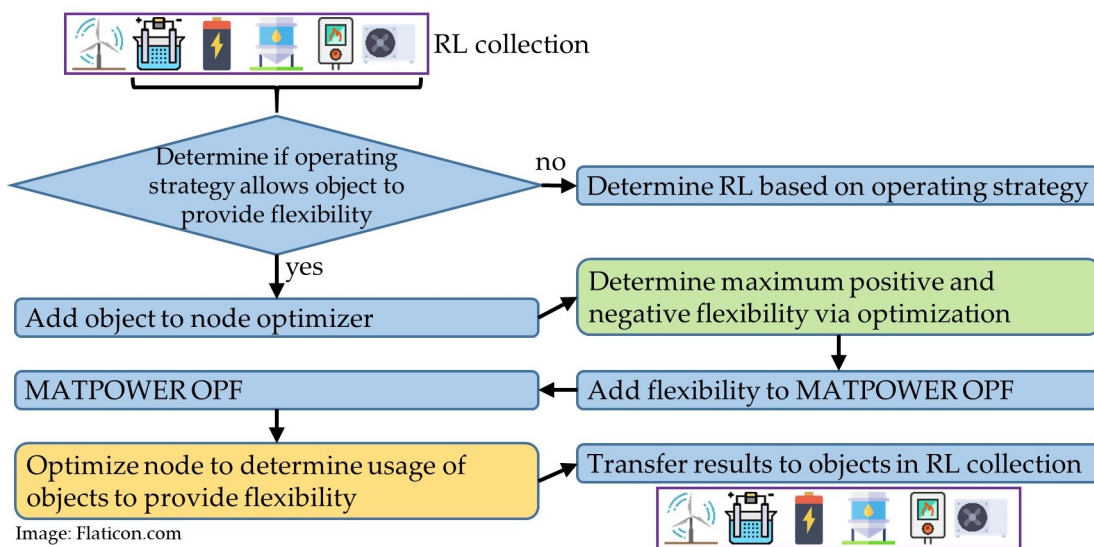 RL collection
Determine if operating
strategy allows object to
provide flexibility
no
Determine RL based on operating strategy
yes
Add object to node optimizer
Determine maximum positive and
negative flexibility via optimization
MATPOWER OPF
Add flexibility to MATPOWER OPF
Optimize node to determine usage of
objects to provide flexibility
Transfer results to objects in RL collection
Image: Flaticon.com